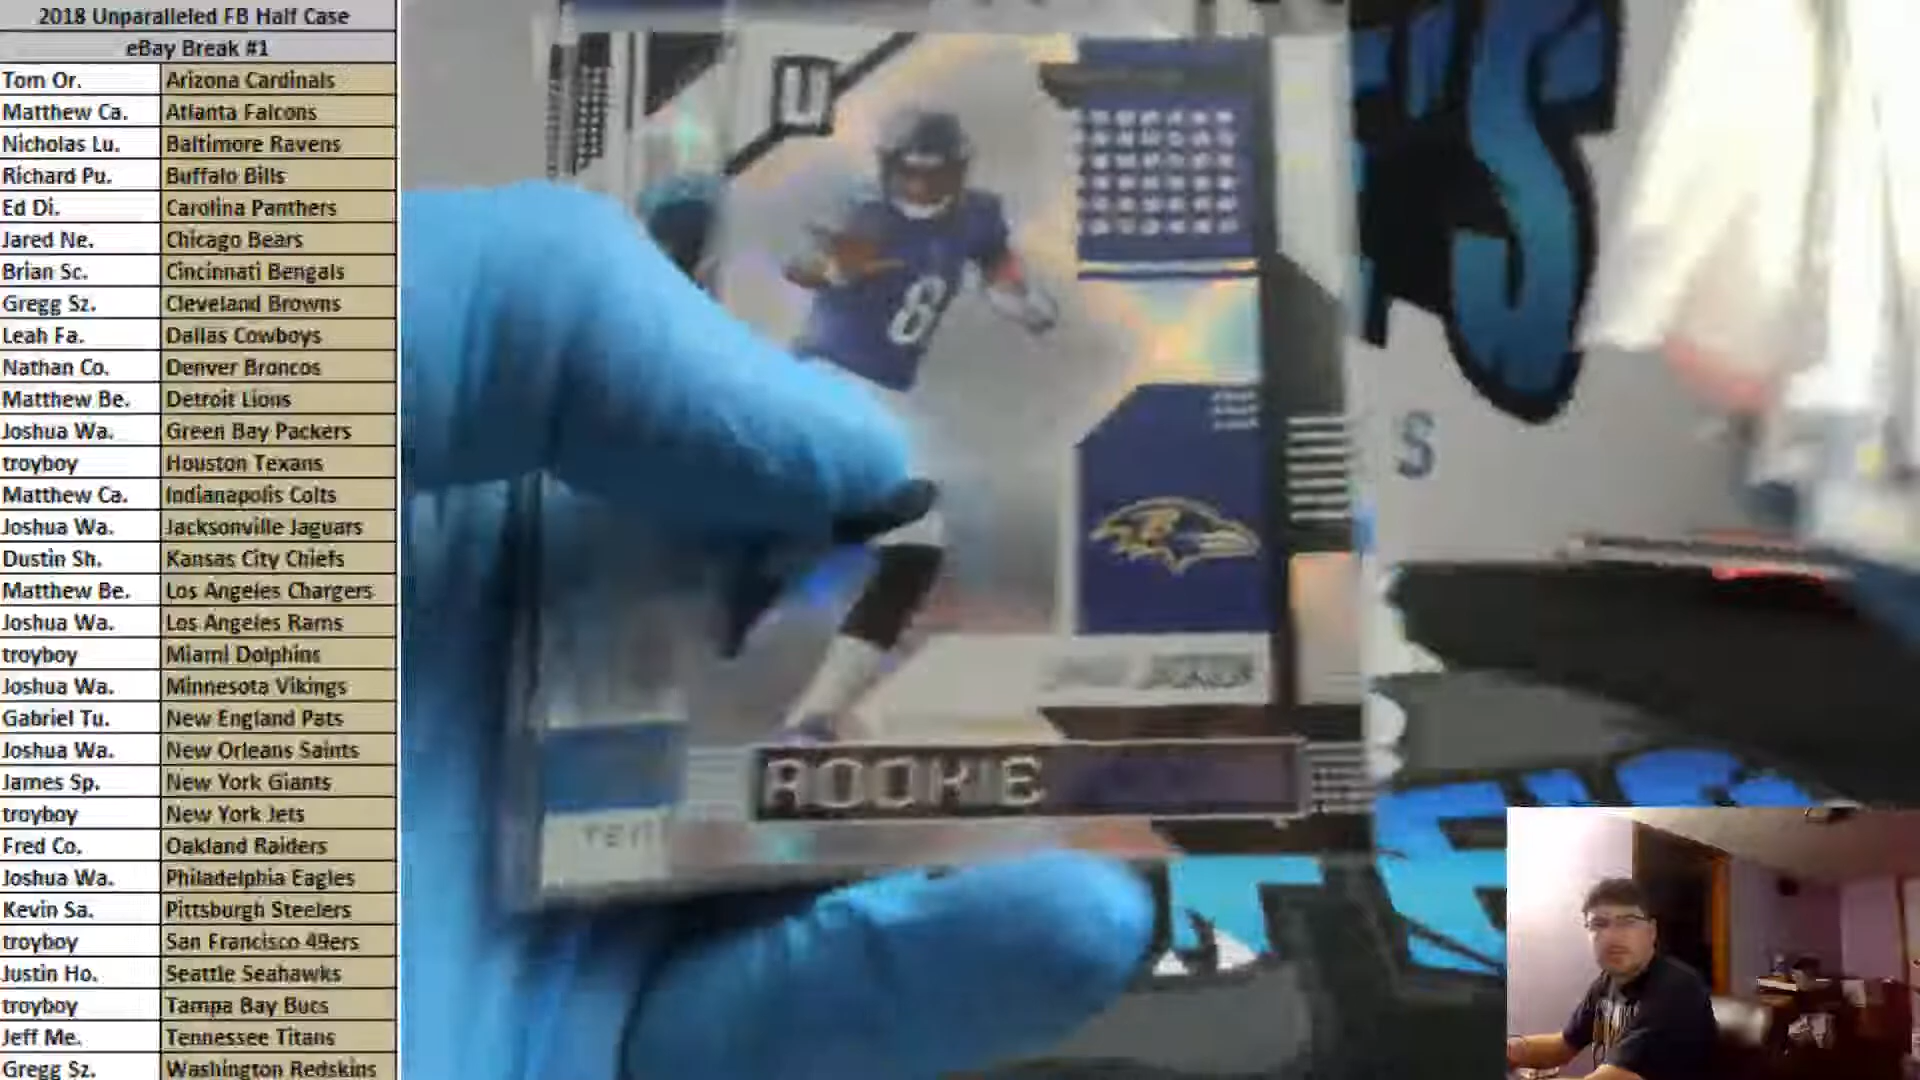 2018 Unparalleled FB Half Case
eBay Break #1
Tom Or. Arizona Cardinals
Matthew Ca. Atlanta Falcons
Nicholas Lu. Baltimore Ravens
Richard Pu. Buffalo Bills
Ed Di. Carolina Panthers
Jared Ne. Chicago Bears
Brian Sc. Cincinnati Bengals
Gregg Sz. Cleveland Browns
Leah Fa. Dallas Cowboys
Nathan Co. Denver Broncos
Matthew Be. Detroit Lions
Joshua Wa. Green Bay Packers
troyboy Houston Texans
Matthew Ca. Indianapolis Colts
Joshua Wa. Jacksonville Jaguars
Dustin Sh. Kansas City Chiefs
Matthew Be. Los Angeles Chargers
Joshua Wa. Los Angeles Rams
troyboy Miami Dolphins
Joshua Wa. Minnesota Vikings
Gabriel Tu. New England Pats
Joshua Wa. New Orleans Saints
James Sp. New York Giants
troyboy New York Jets
Fred Co. Oakland Raiders
Joshua Wa. Philadelphia Eagles
Kevin Sa. Pittsburgh Steelers
troyboy San Francisco 49ers
Justin Ho. Seattle Seahawks
troyboy Tampa Bay Bucs
Jeff Me. Tennessee Titans
Gregg Sz. Washington Redskins
U
8
ROOKIE
'S
S